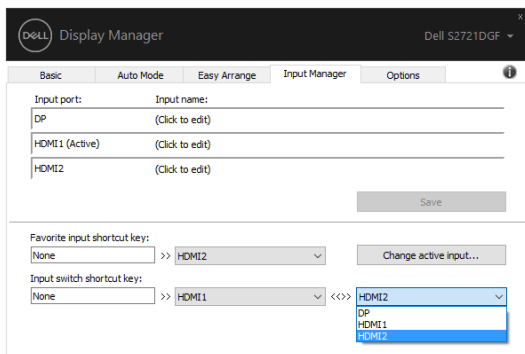 x
DELL Display Manager Dell S2721DGF
Basic Auto Mode Easy Arrange Input Manager Options i
Input port: Input name:
DP (Click to edit)
HDMI1 (Active) (Click to edit)
HDMI2 (Click to edit)
Save
Favorite input shortcut key:
None >> HDMI2 Change active input...
Input switch shortcut key:
None >> HDMI1 <<>> HDMI2
DP
HDMI1
HDMI2